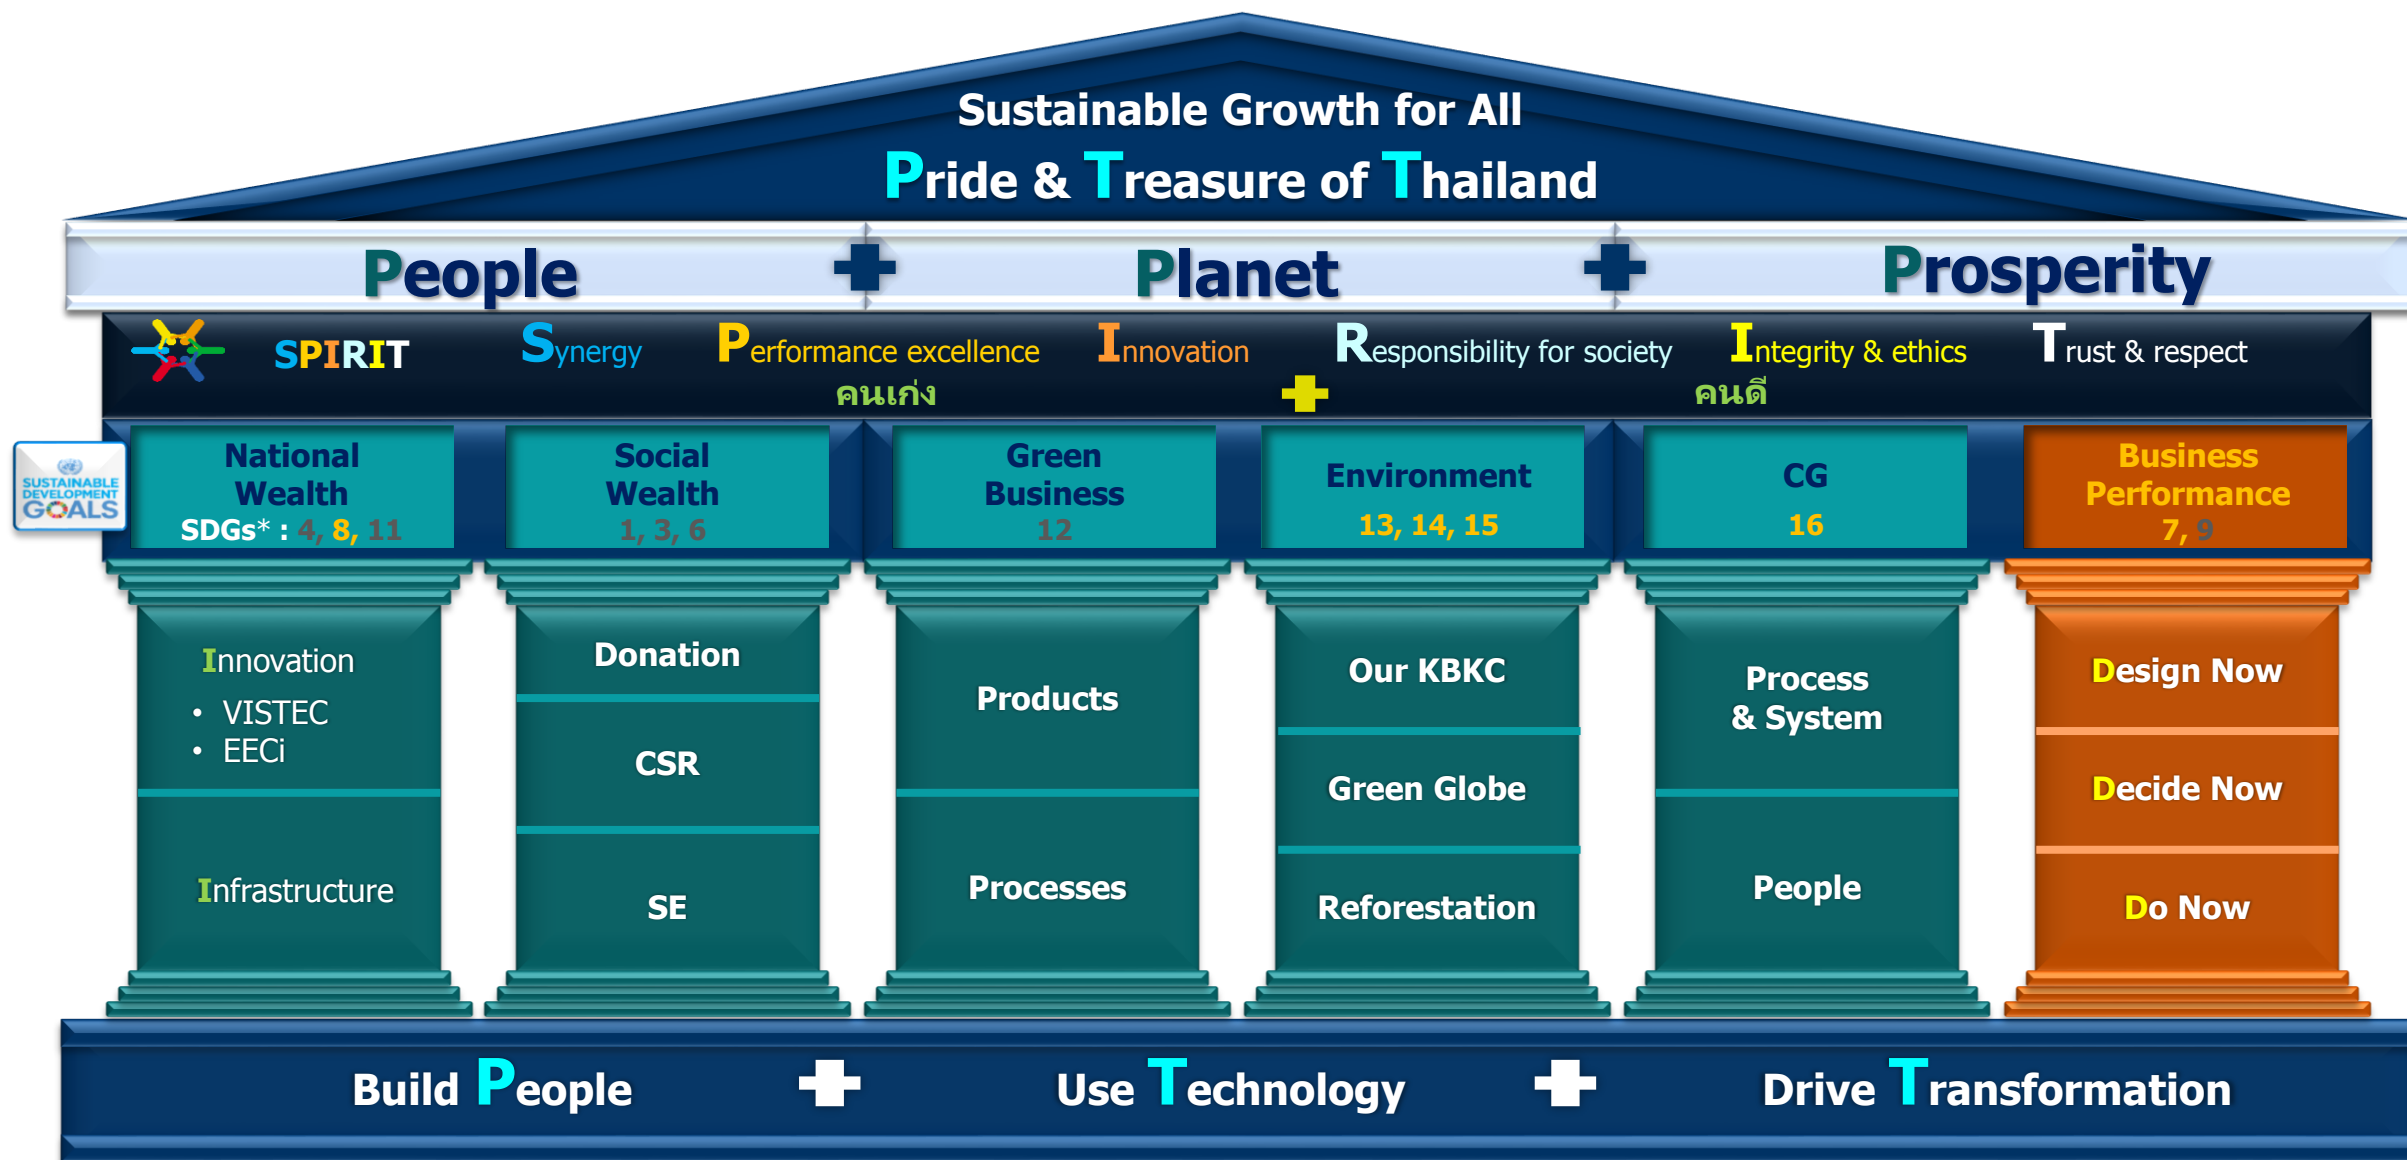 Sustainable Growth for All
Pride & Treasure of Thailand
People
Planet
Prosperity
SPIRIT
Synergy
Performance excellence
Innovation
Responsibility for society
Integrity & ethics
Trust & respect
คนเก่ง
คนดี
SUSTAINABLE
DEVELOPMENT
GOALS
National
Wealth
SDGs* : 4, 8, 11
Social
Wealth
1, 3, 6
Green
Business
12
Environment
13, 14, 15
CG
16
Business
Performance
7, 9
Innovation
• VISTEC
• EECi
Infrastructure
Donation
CSR
SE
Products
Processes
Our KBKC
Green Globe
Reforestation
Process
& System
People
Design Now
Decide Now
Do Now
Build People
Use Technology
Drive Transformation